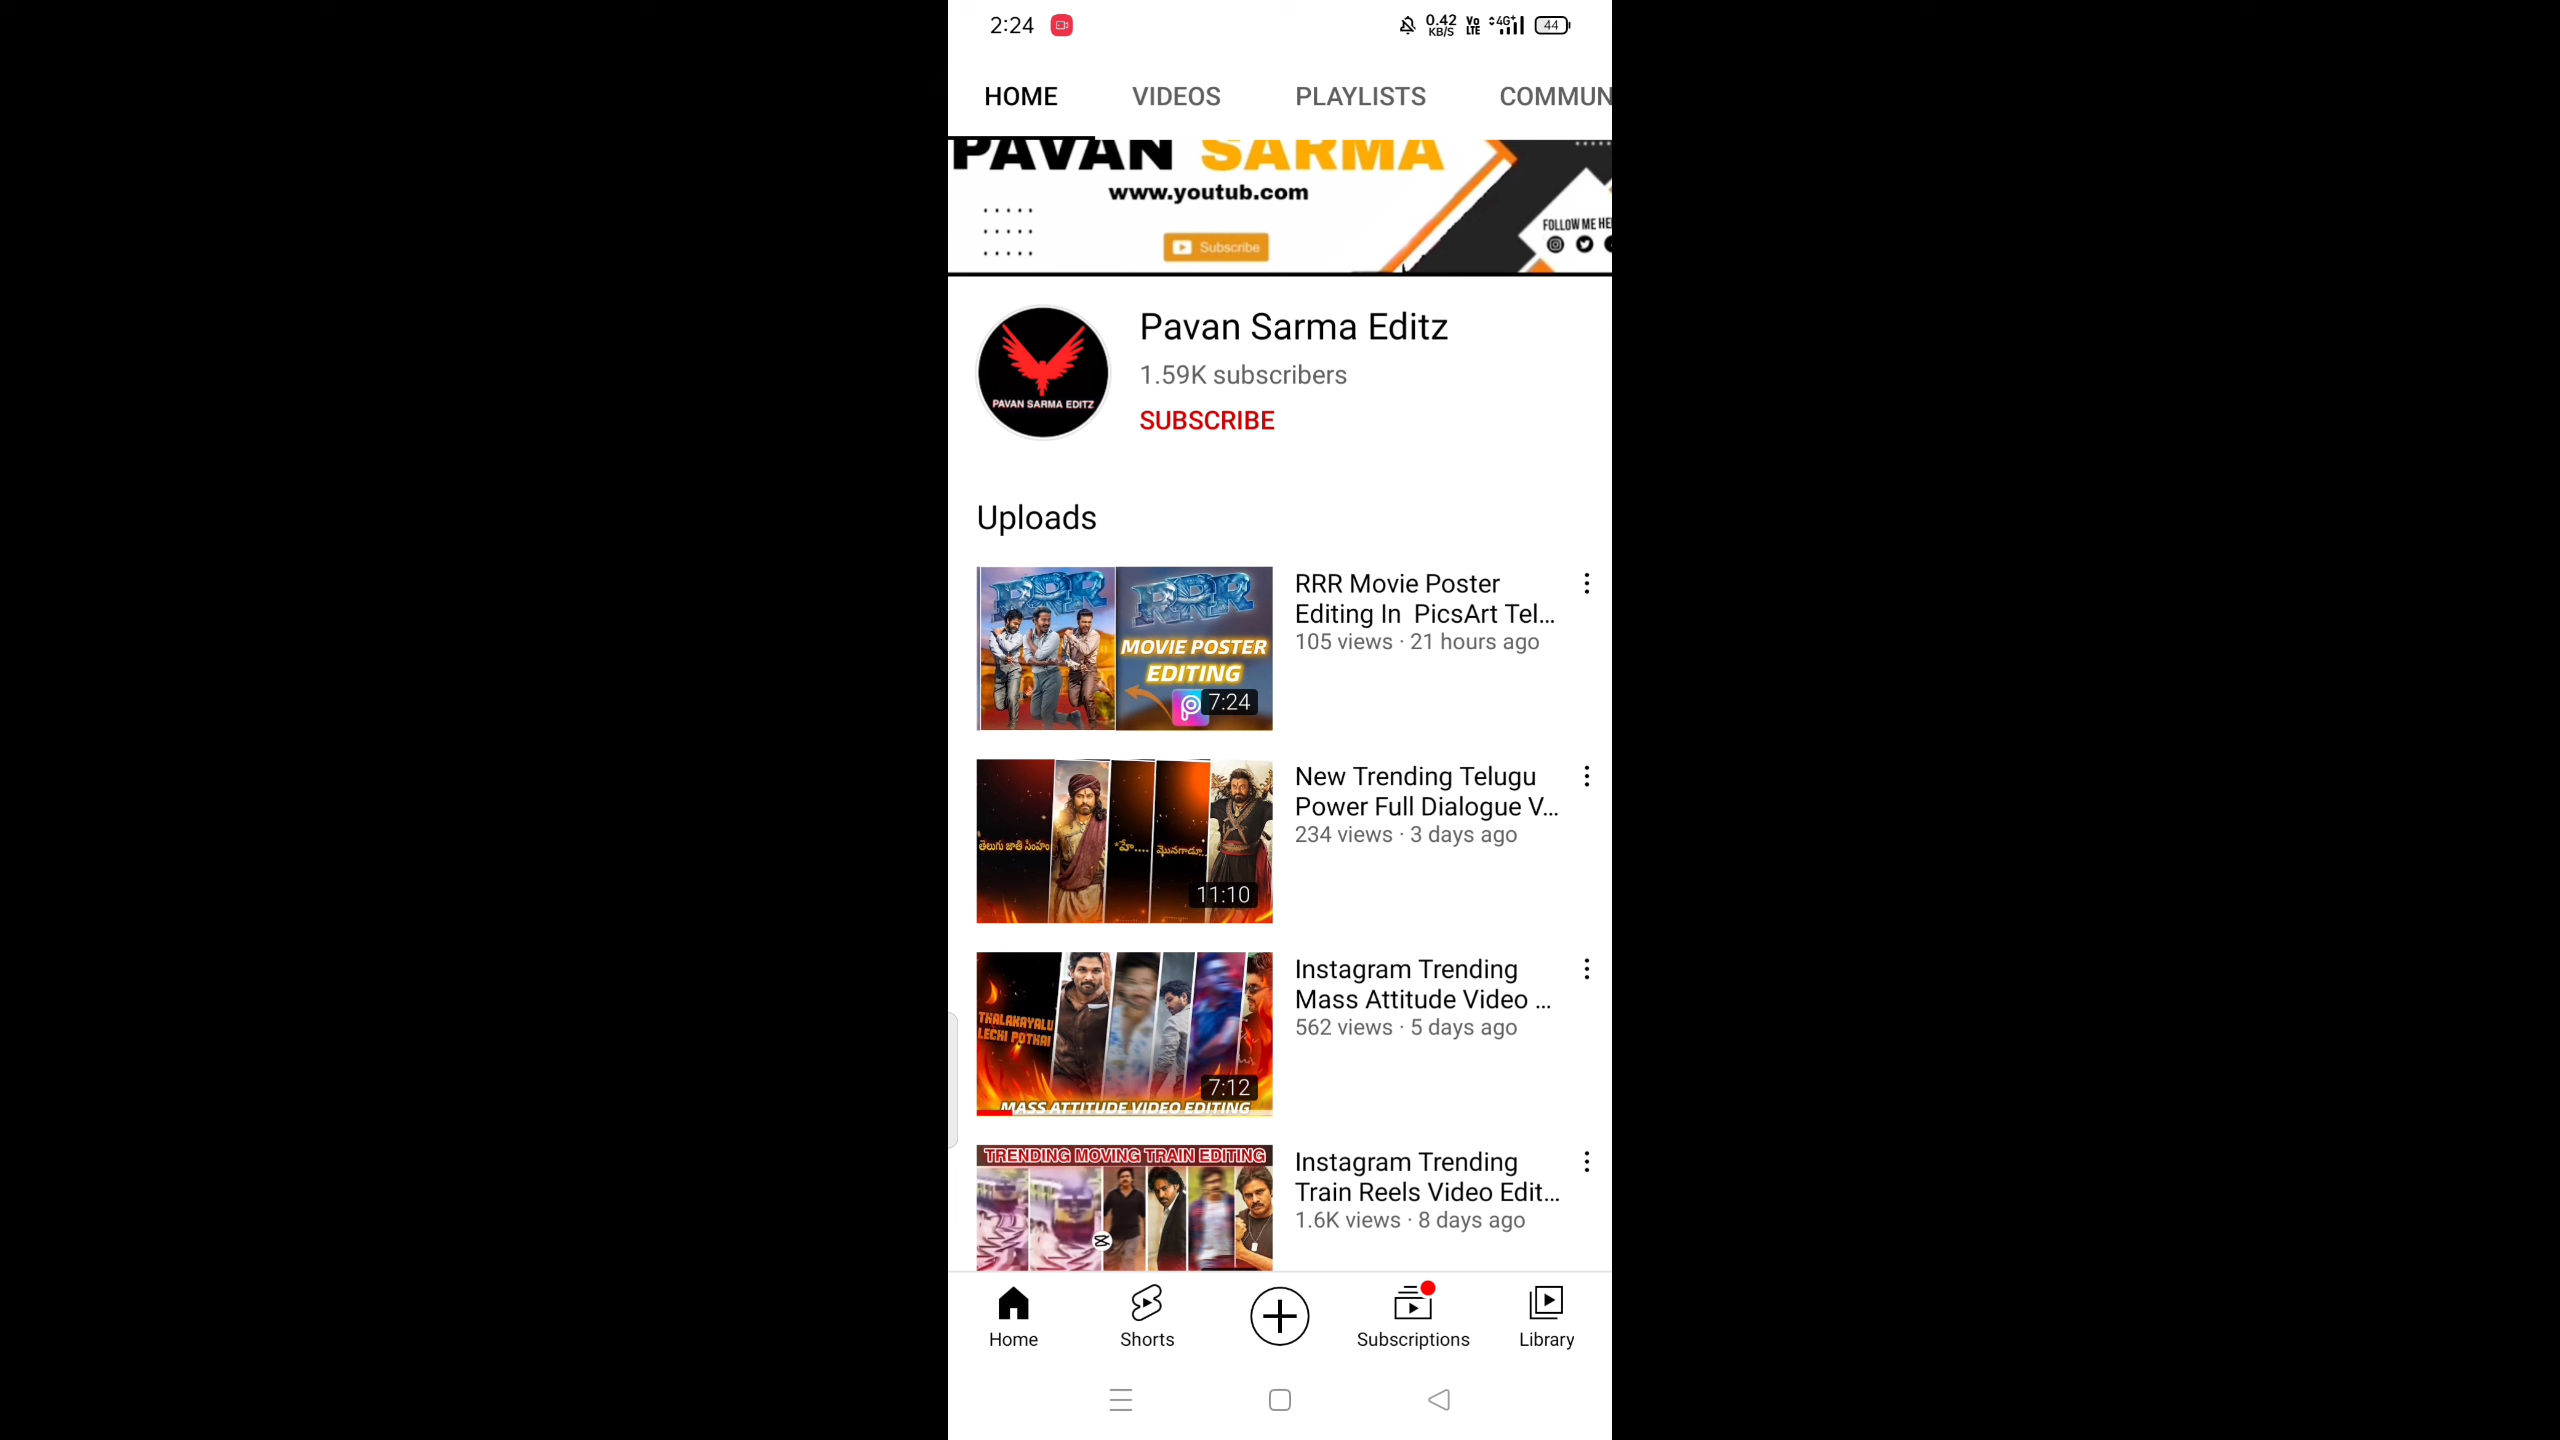 2:24
0.42 KB/S
Vo LTE
4G+
44
HOME VIDEOS PLAYLISTS COMMUN
PAVAN SARMA
www.youtub.com
Subscribe
FOLLOW ME HE
PAVAN SARMA EDITZ
Pavan Sarma Editz
1.59K subscribers
SUBSCRIBE
Uploads
RRR
RRR
MOVIE POSTER
EDITING
7:24
RRR Movie Poster
Editing In PicsArt Tel...
105 views · 21 hours ago
తెలుగు జాతి సింహం
"హే....
మొనగాడూ..
11:10
New Trending Telugu
Power Full Dialogue V...
234 views · 3 days ago
THALAKAYALU
LECHI POTHAI
7:12
MASS ATTITUDE VIDEO EDITING
Instagram Trending
Mass Attitude Video ...
562 views · 5 days ago
TRENDING MOVING TRAIN EDITING
Instagram Trending
Train Reels Video Edit...
1.6K views · 8 days ago
Home Shorts Subscriptions Library